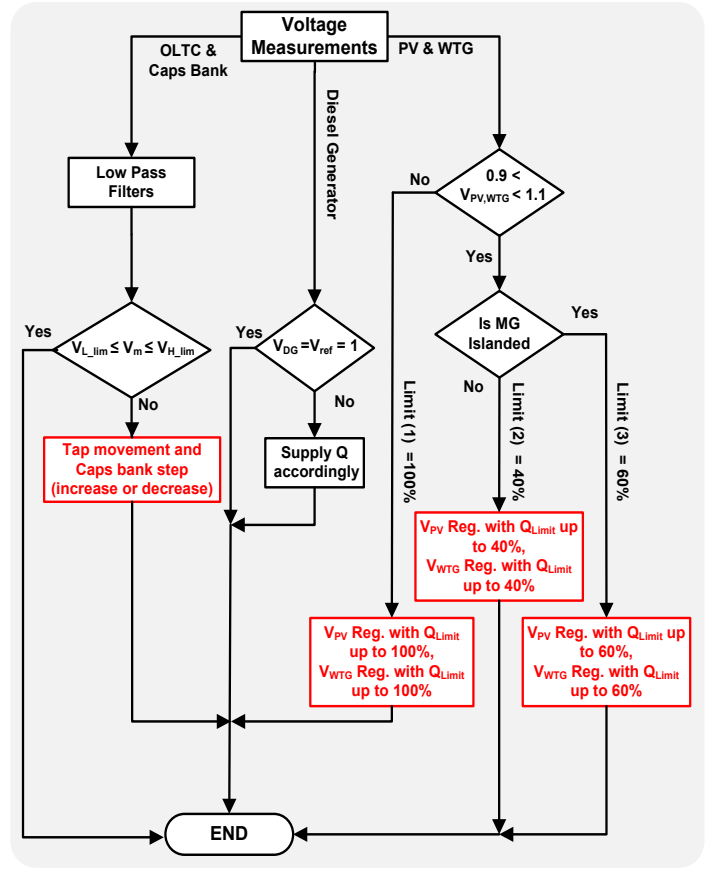 Voltage
Measurements
OLTC &
Caps Bank
PV & WTG
Diesel Generator
Low Pass
Filters
0.9 <
V_PV,WTG < 1.1
No
Yes
Is MG
Islanded
Yes
No
Yes
V_L_lim ≤ V_m ≤ V_H_lim
No
Yes
V_DG =V_ref = 1
No
Tap movement and
Caps bank step
(increase or decrease)
Supply Q
accordingly
Limit (1) =100%
Limit (2) = 40%
Limit (3) = 60%
V_PV Reg. with Q_Limit up
to 40%,
V_WTG Reg. with Q_Limit
up to 40%
V_PV Reg. with Q_Limit
up to 100%,
V_WTG Reg. with Q_Limit
up to 100%
V_PV Reg. with Q_Limit up
to 60%,
V_WTG Reg. with Q_Limit
up to 60%
END